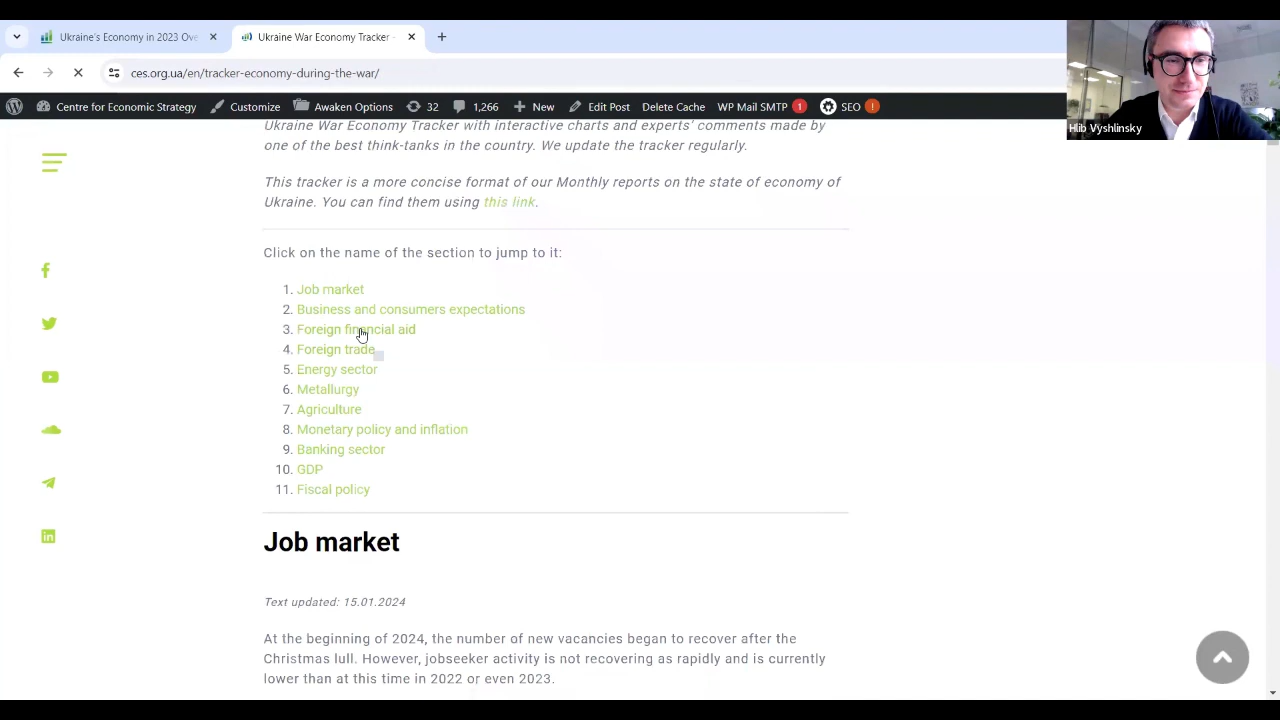 Ukraine's Economy in 2023 Ove
Ukraine War Economy Tracker -
ces.org.ua/en/tracker-economy-during-the-war/
Centre for Economic Strategy Customize Awaken Options 32 1,266 New Edit Post Delete Cache WP Mail SMTP 1 SEO !
Hlib Vyshlinsky
Ukraine War Economy Tracker with interactive charts and experts' comments made by
one of the best think-tanks in the country. We update the tracker regularly.
This tracker is a more concise format of our Monthly reports on the state of economy of
Ukraine. You can find them using this link.
Click on the name of the section to jump to it:
1. Job market
2. Business and consumers expectations
3. Foreign financial aid
4. Foreign trade
5. Energy sector
6. Metallurgy
7. Agriculture
8. Monetary policy and inflation
9. Banking sector
10. GDP
11. Fiscal policy
Job market
Text updated: 15.01.2024
At the beginning of 2024, the number of new vacancies began to recover after the
Christmas lull. However, jobseeker activity is not recovering as rapidly and is currently
lower than at this time in 2022 or even 2023.